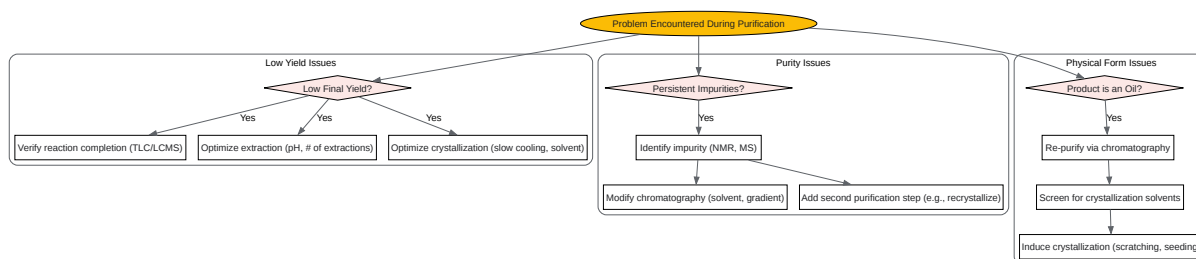 Problem Encountered During Purification
Low Yield Issues
Purity Issues
Physical Form Issues
Low Final Yield?
Persistent Impurities?
Product is an Oil?
Yes
Yes
Yes
Yes
Yes
Verify reaction completion (TLC/LCMS)
Optimize extraction (pH, # of extractions)
Optimize crystallization (slow cooling, solvent)
Identify impurity (NMR, MS)
Re-purify via chromatography
Modify chromatography (solvent, gradient)
Add second purification step (e.g., recrystallize)
Screen for crystallization solvents
Induce crystallization (scratching, seeding